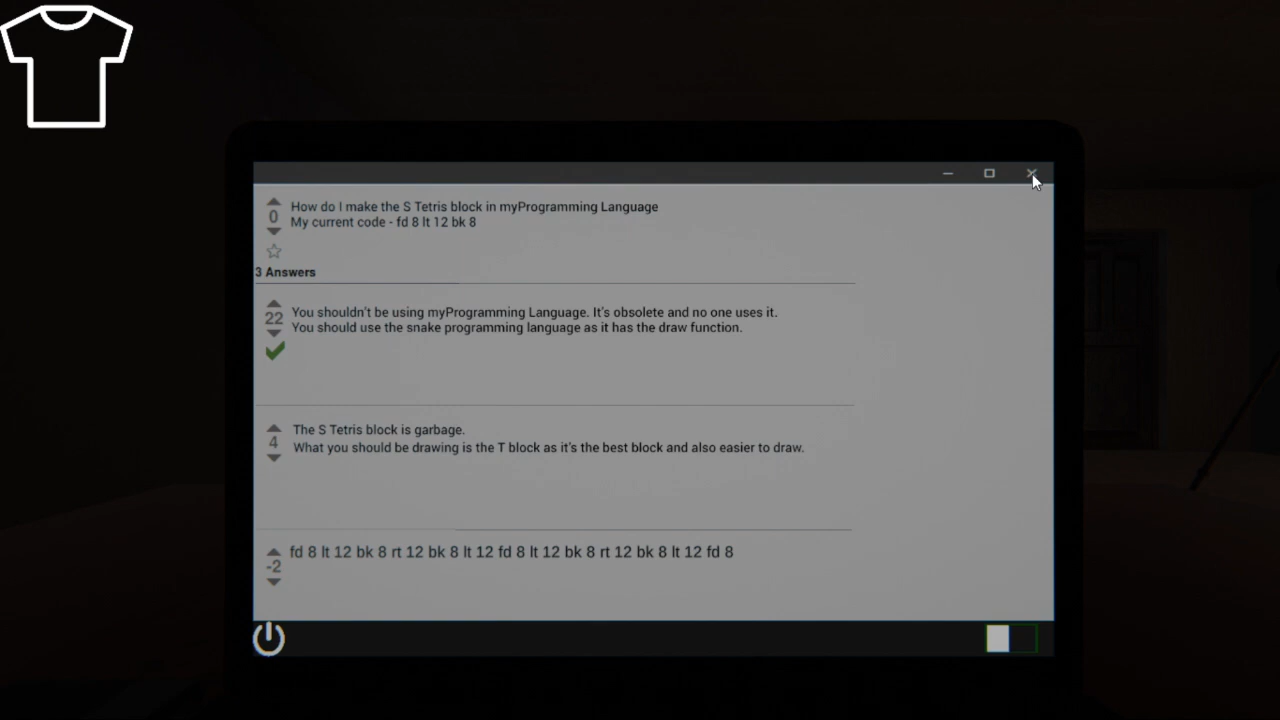 0
How do I make the S Tetris block in myProgramming Language
My current code - fd 8 lt 12 bk 8
3 Answers
22
You shouldn't be using myProgramming Language. It's obsolete and no one uses it.
You should use the snake programming language as it has the draw function.
4
The S Tetris block is garbage.
What you should be drawing is the T block as it's the best block and also easier to draw.
-2
fd 8 lt 12 bk 8 rt 12 bk 8 lt 12 fd 8 lt 12 bk 8 rt 12 bk 8 lt 12 fd 8